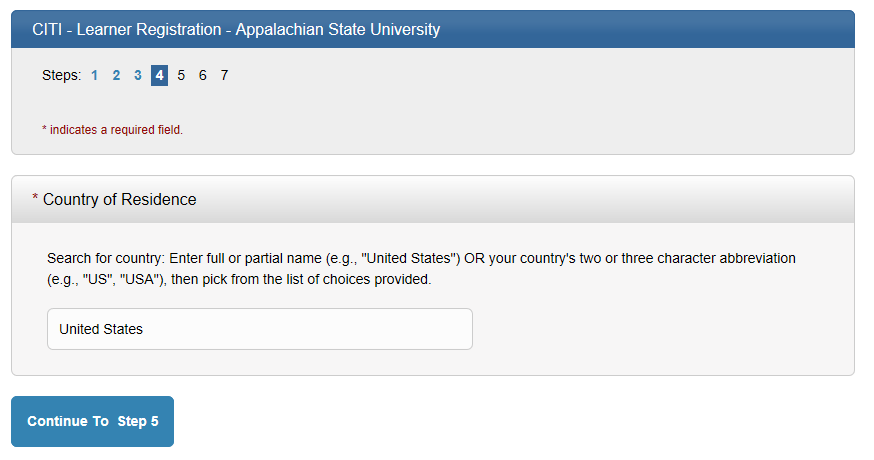 CITI - Learner Registration - Appalachian State University
Steps: 1 2 3 4 5 6 7
* indicates a required field.
* Country of Residence
Search for country: Enter full or partial name (e.g., "United States") OR your country's two or three character abbreviation
(e.g., "US", "USA"), then pick from the list of choices provided.
United States
Continue To Step 5